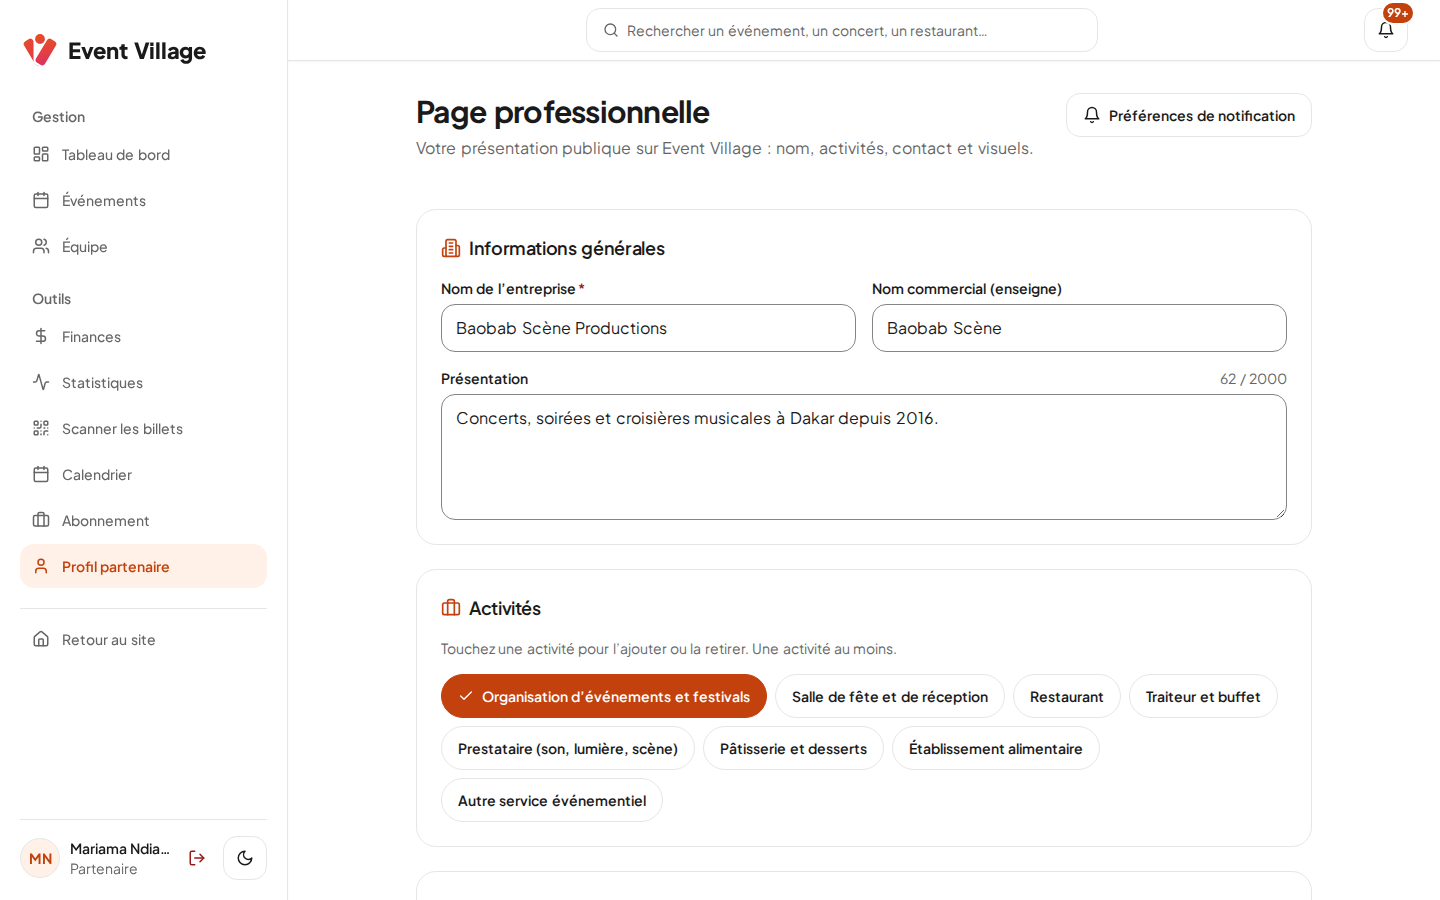 Event Village
Rechercher un événement, un concert, un restaurant...
99+
Gestion
Tableau de bord
Événements
Équipe
Outils
Finances
Statistiques
Scanner les billets
Calendrier
Abonnement
Profil partenaire
Retour au site
MN
Mariama Ndia...
Partenaire
Page professionnelle
Préférences de notification
Votre présentation publique sur Event Village : nom, activités, contact et visuels.
Informations générales
Nom de l'entreprise *
Nom commercial (enseigne)
Baobab Scène Productions
Baobab Scène
Présentation
62 / 2000
Concerts, soirées et croisières musicales à Dakar depuis 2016.
Activités
Touchez une activité pour l'ajouter ou la retirer. Une activité au moins.
Organisation d'événements et festivals
Salle de fête et de réception
Restaurant
Traiteur et buffet
Prestataire (son, lumière, scène)
Pâtisserie et desserts
Établissement alimentaire
Autre service événementiel